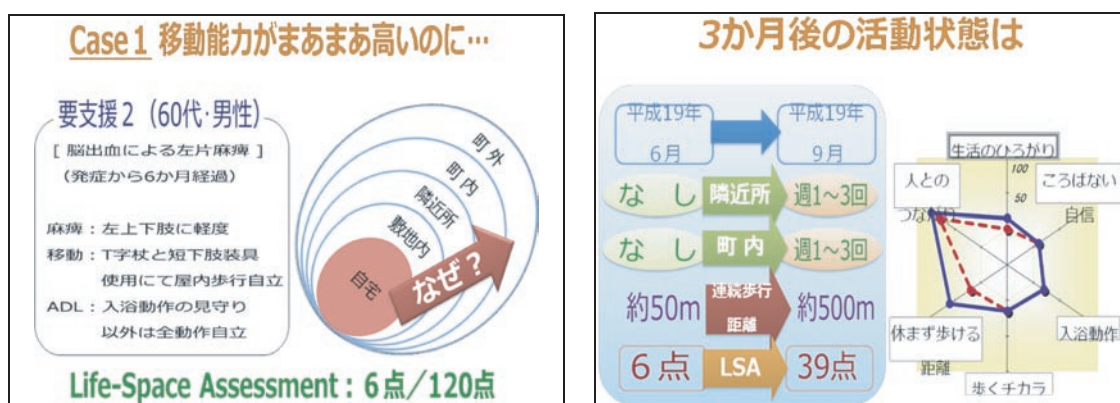 Case 1 移動能力がまあまあ高いのに…
要支援2 (60代・男性)
[ 脳出血による左片麻痺 ]
(発症から6か月経過)
麻痺：左上下肢に軽度
移動：T字杖と短下肢装具
使用にて屋内歩行自立
ADL：入浴動作の見守り
以外は全動作自立
町外
町内
隣近所
敷地内
自宅
なぜ？
Life-Space Assessment：6点／120点
3か月後の活動状態は
平成19年
6月
平成19年
9月
なし 隣近所 週1～3回
なし 町内 週1～3回
約50m 連続歩行
距離 約500m
6点 LSA 39点
生活のひろがり
100
50
ころばない
自信
入浴動作
歩くチカラ
休まず歩ける
距離
人との
つながり